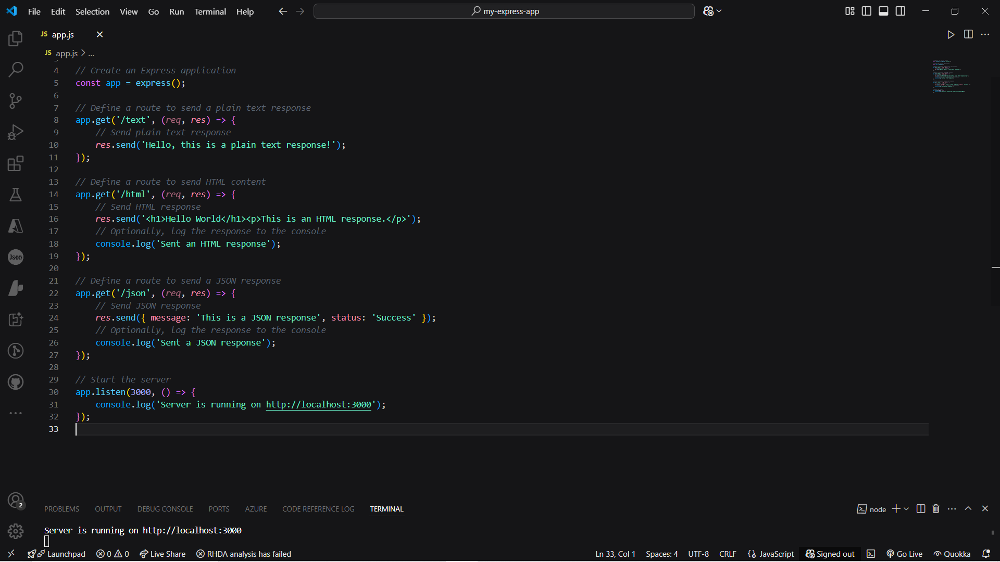 File Edit Selection View Go Run Terminal Help
my-express-app
JS app.js
JS app.js > ...
4 // Create an Express application
5 const app = express();
6
7 // Define a route to send a plain text response
8 app.get('/text', (req, res) => {
9 // Send plain text response
10 res.send('Hello, this is a plain text response!');
11 });
12
13 // Define a route to send HTML content
14 app.get('/html', (req, res) => {
15 // Send HTML response
16 res.send('<h1>Hello World</h1><p>This is an HTML response.</p>');
17 // Optionally, log the response to the console
18 console.log('Sent an HTML response');
19 });
20
21 // Define a route to send a JSON response
22 app.get('/json', (req, res) => {
23 // Send JSON response
24 res.send({ message: 'This is a JSON response', status: 'Success' });
25 // Optionally, log the response to the console
26 console.log('Sent a JSON response');
27 });
28
29 // Start the server
30 app.listen(3000, () => {
31 console.log('Server is running on http://localhost:3000');
32 });
33
Json
2
PROBLEMS OUTPUT DEBUG CONSOLE PORTS AZURE CODE REFERENCE LOG TERMINAL
node
Server is running on http://localhost:3000
Launchpad 0 0 Live Share RHDA analysis has failed
Ln 33, Col 1 Spaces: 4 UTF-8 CRLF {} JavaScript Signed out Go Live Quokka